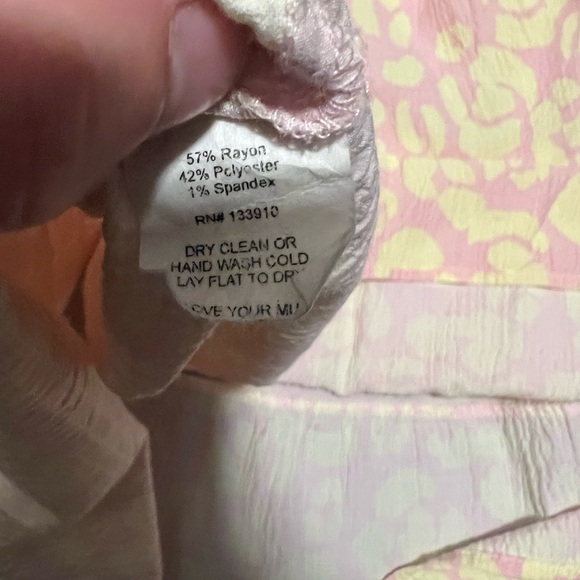 57% Rayon
42% Polyester
1% Spandex
RN# 133910
DRY CLEAN OR
HAND WASH COLD
LAY FLAT TO DRY
YOUR